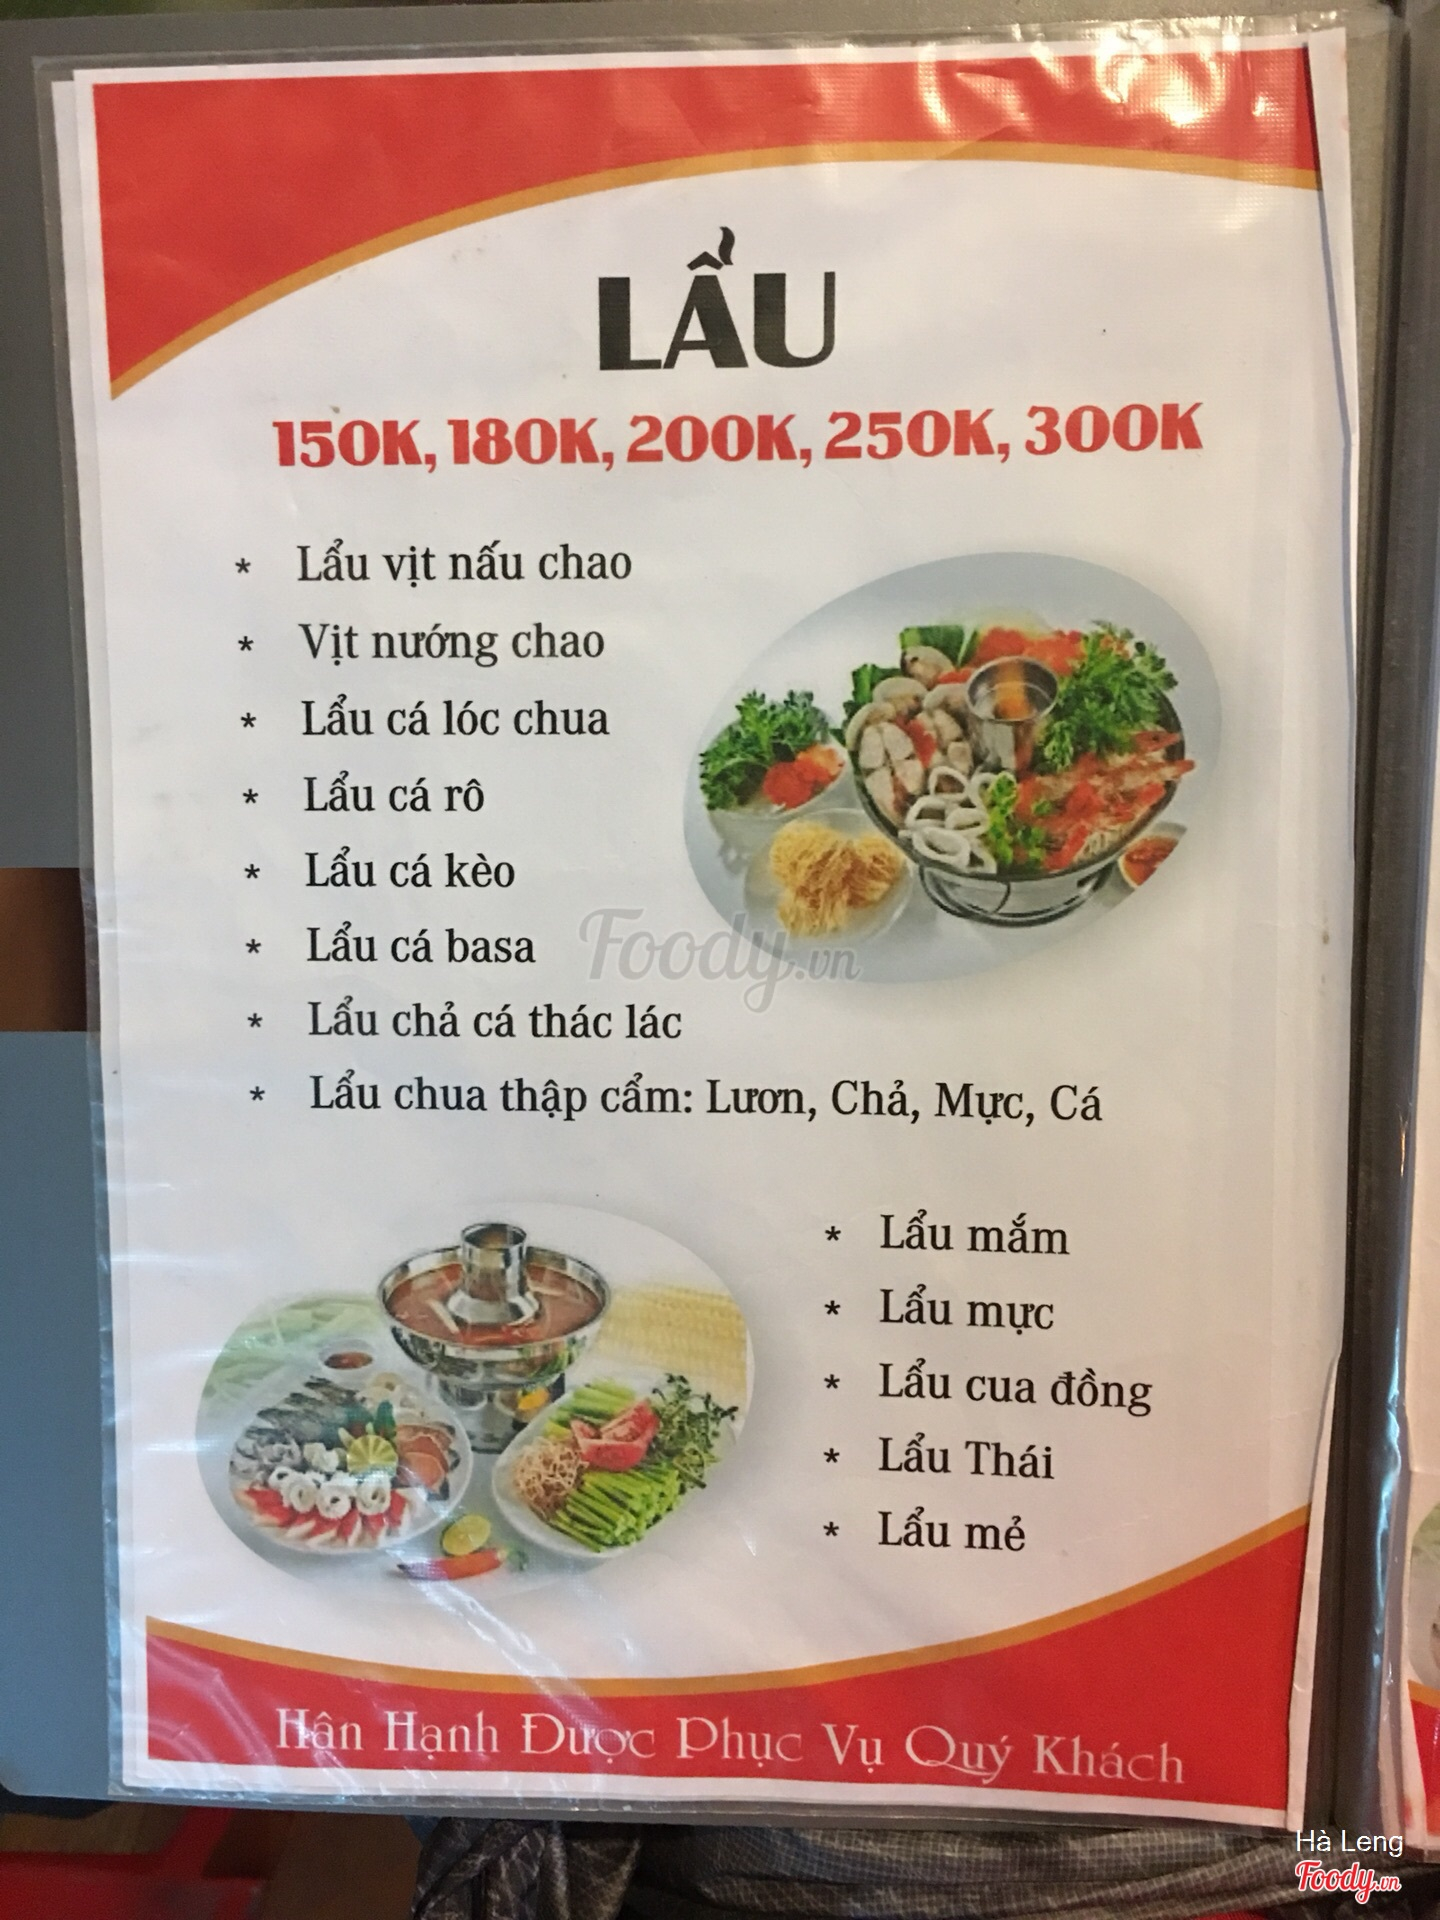 LẨU
150K, 180K, 200K, 250K, 300K
* Lẩu vịt nấu chao
* Vịt nướng chao
* Lẩu cá lóc chua
* Lẩu cá rô
* Lẩu cá kèo
* Lẩu cá basa
* Lẩu chả cá thác lác
* Lẩu chua thập cẩm: Lươn, Chả, Mực, Cá
* Lẩu mắm
* Lẩu mực
* Lẩu cua đồng
* Lẩu Thái
* Lẩu mẻ
Hân Hạnh Được Phục Vụ Quý Khách
Foody.vn
Hà Leng
Foody.vn